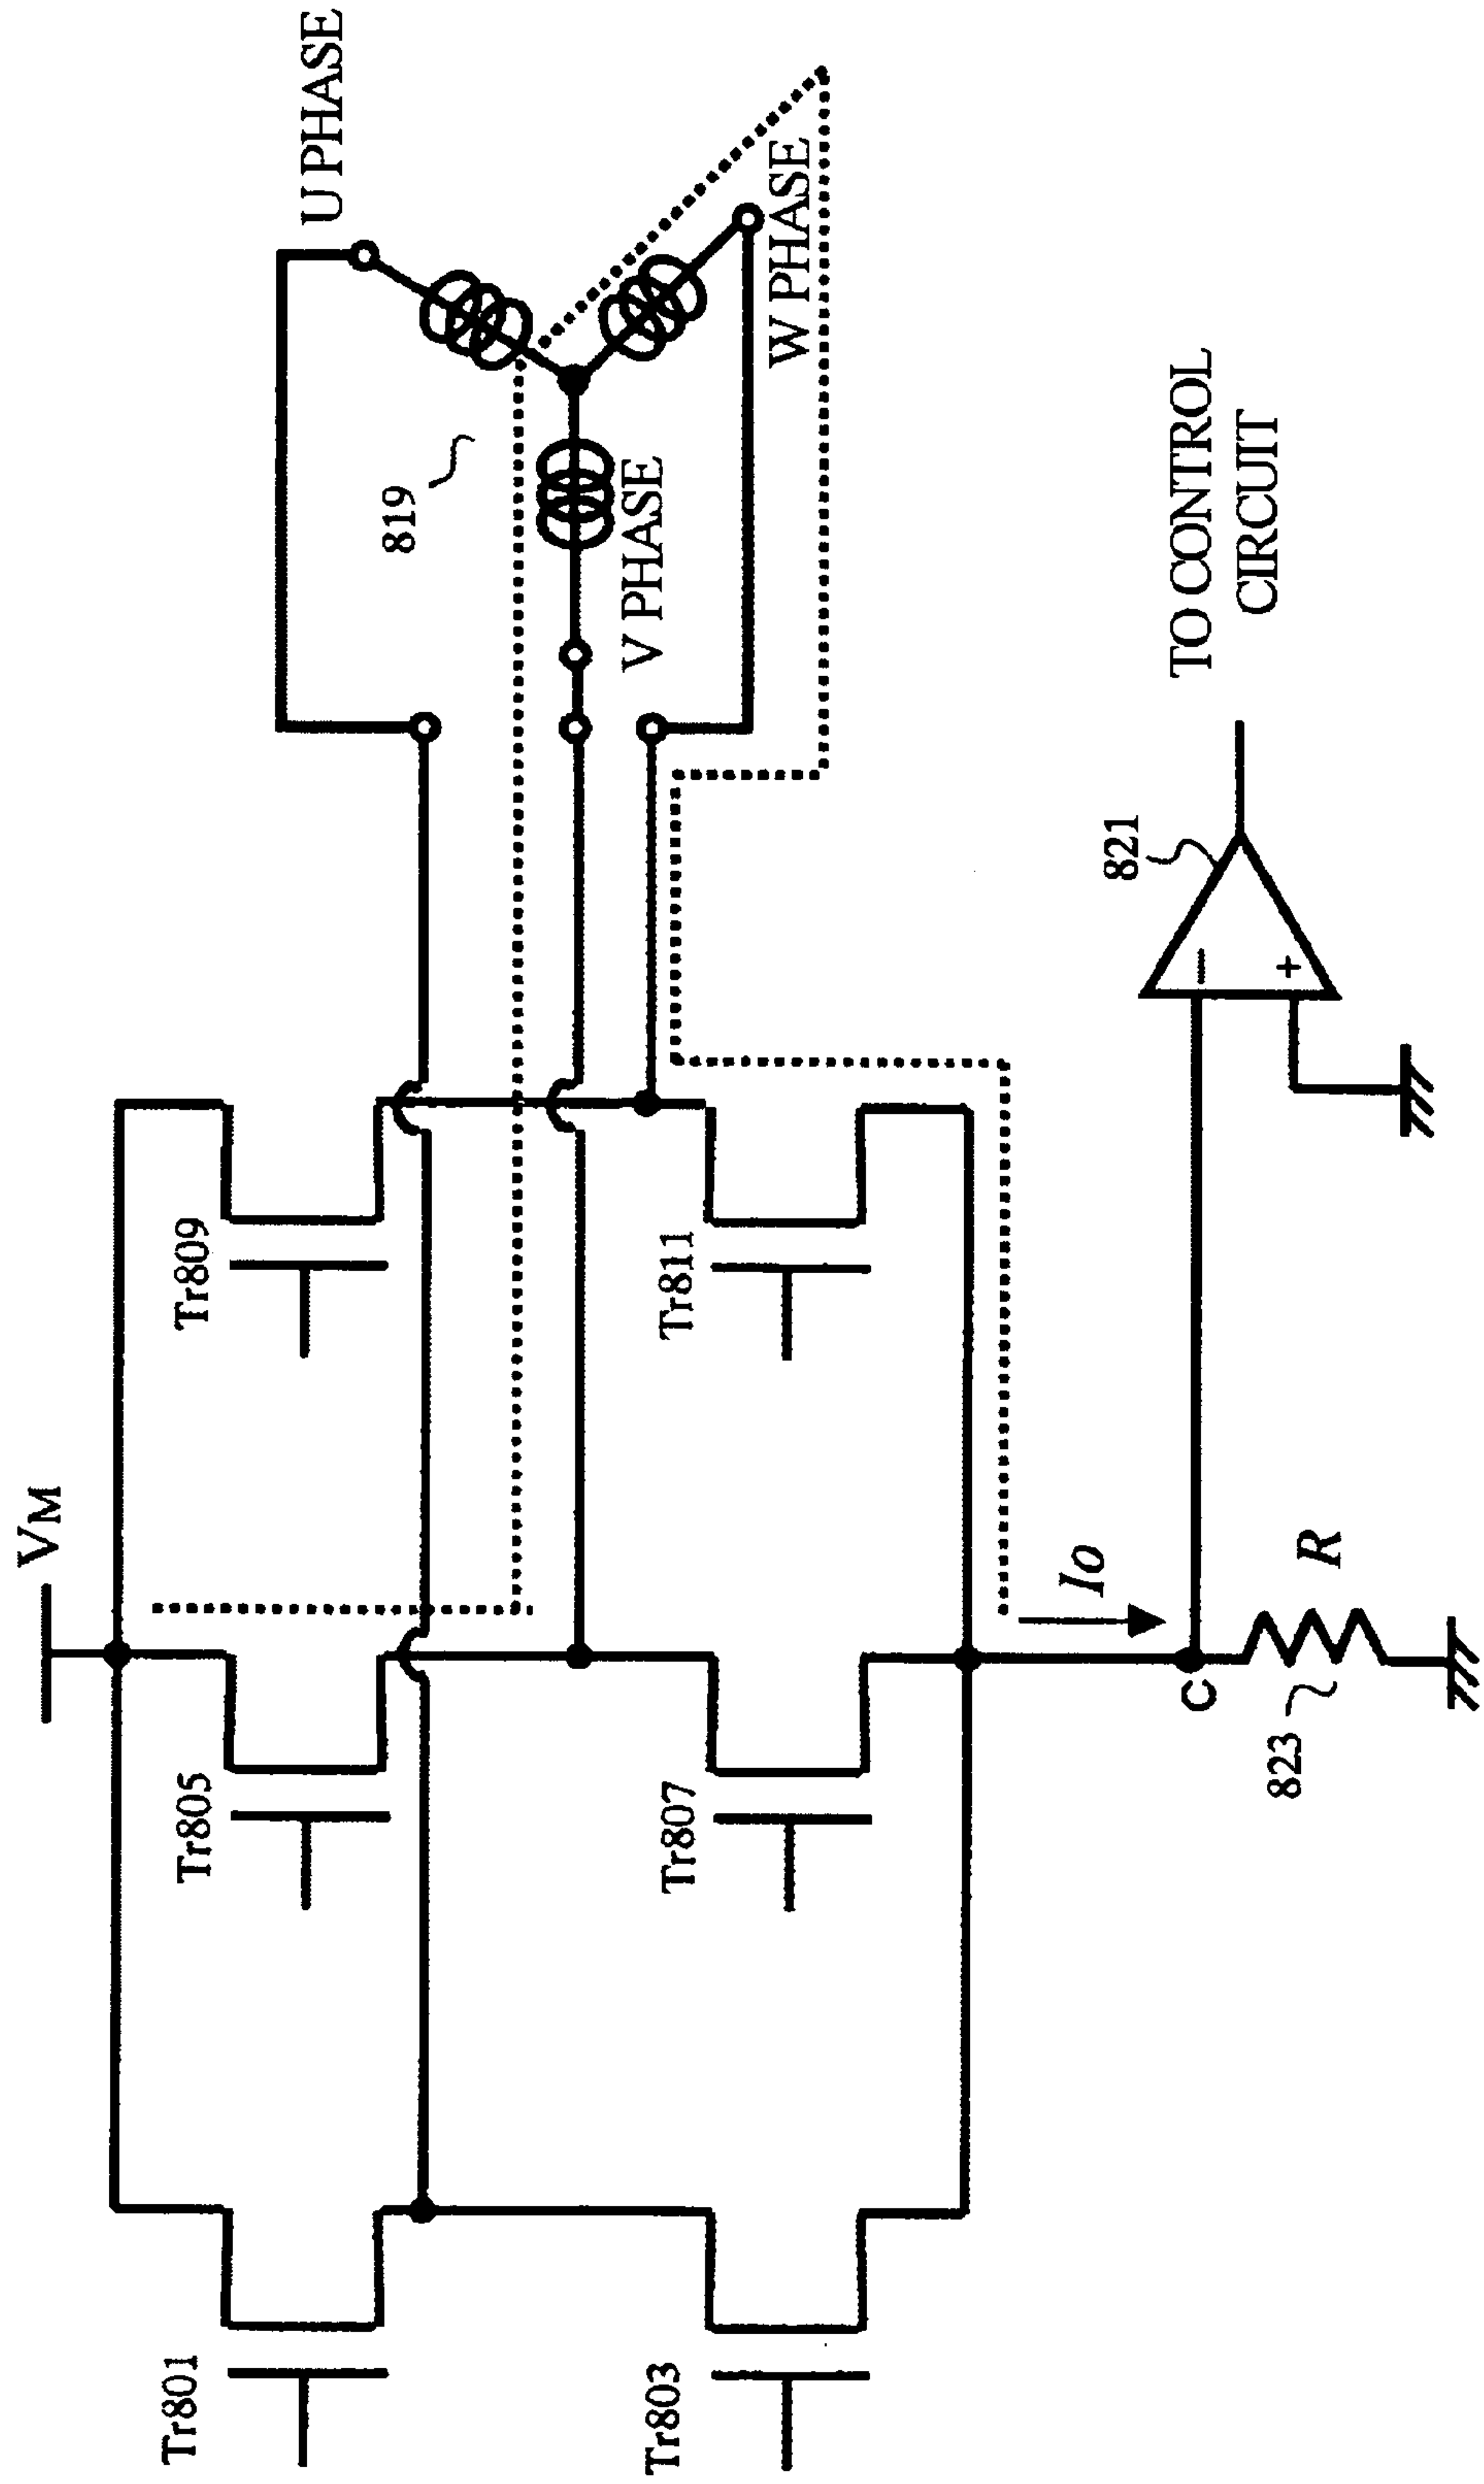 VM
Tr801
Tr805
Tr809
U PHASE
819
V PHASE
W PHASE
Tr803
Tr807
Tr811
Io
C
823
R
821
−
+
TO CONTROL
CIRCUIT